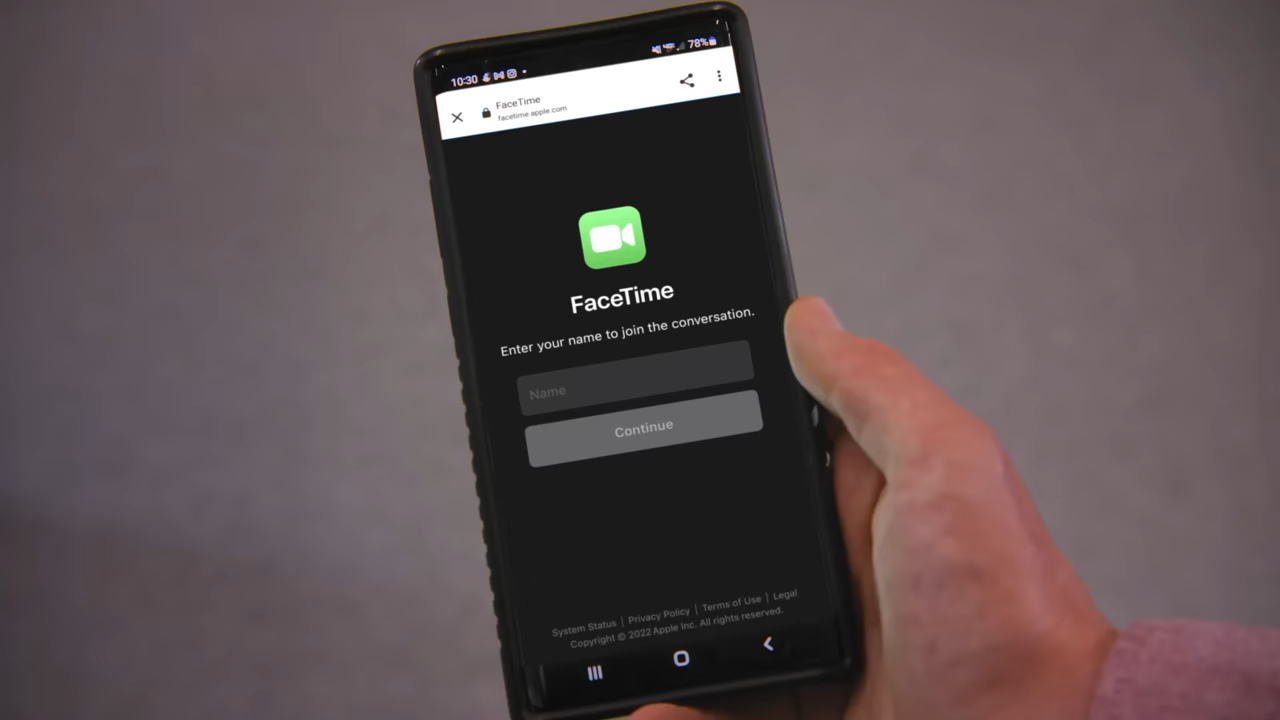 10:30
78%
FaceTime
facetime.apple.com
FaceTime
Enter your name to join the conversation.
Name
Continue
System Status | Privacy Policy | Terms of Use | Legal
Copyright © 2022 Apple Inc. All rights reserved.